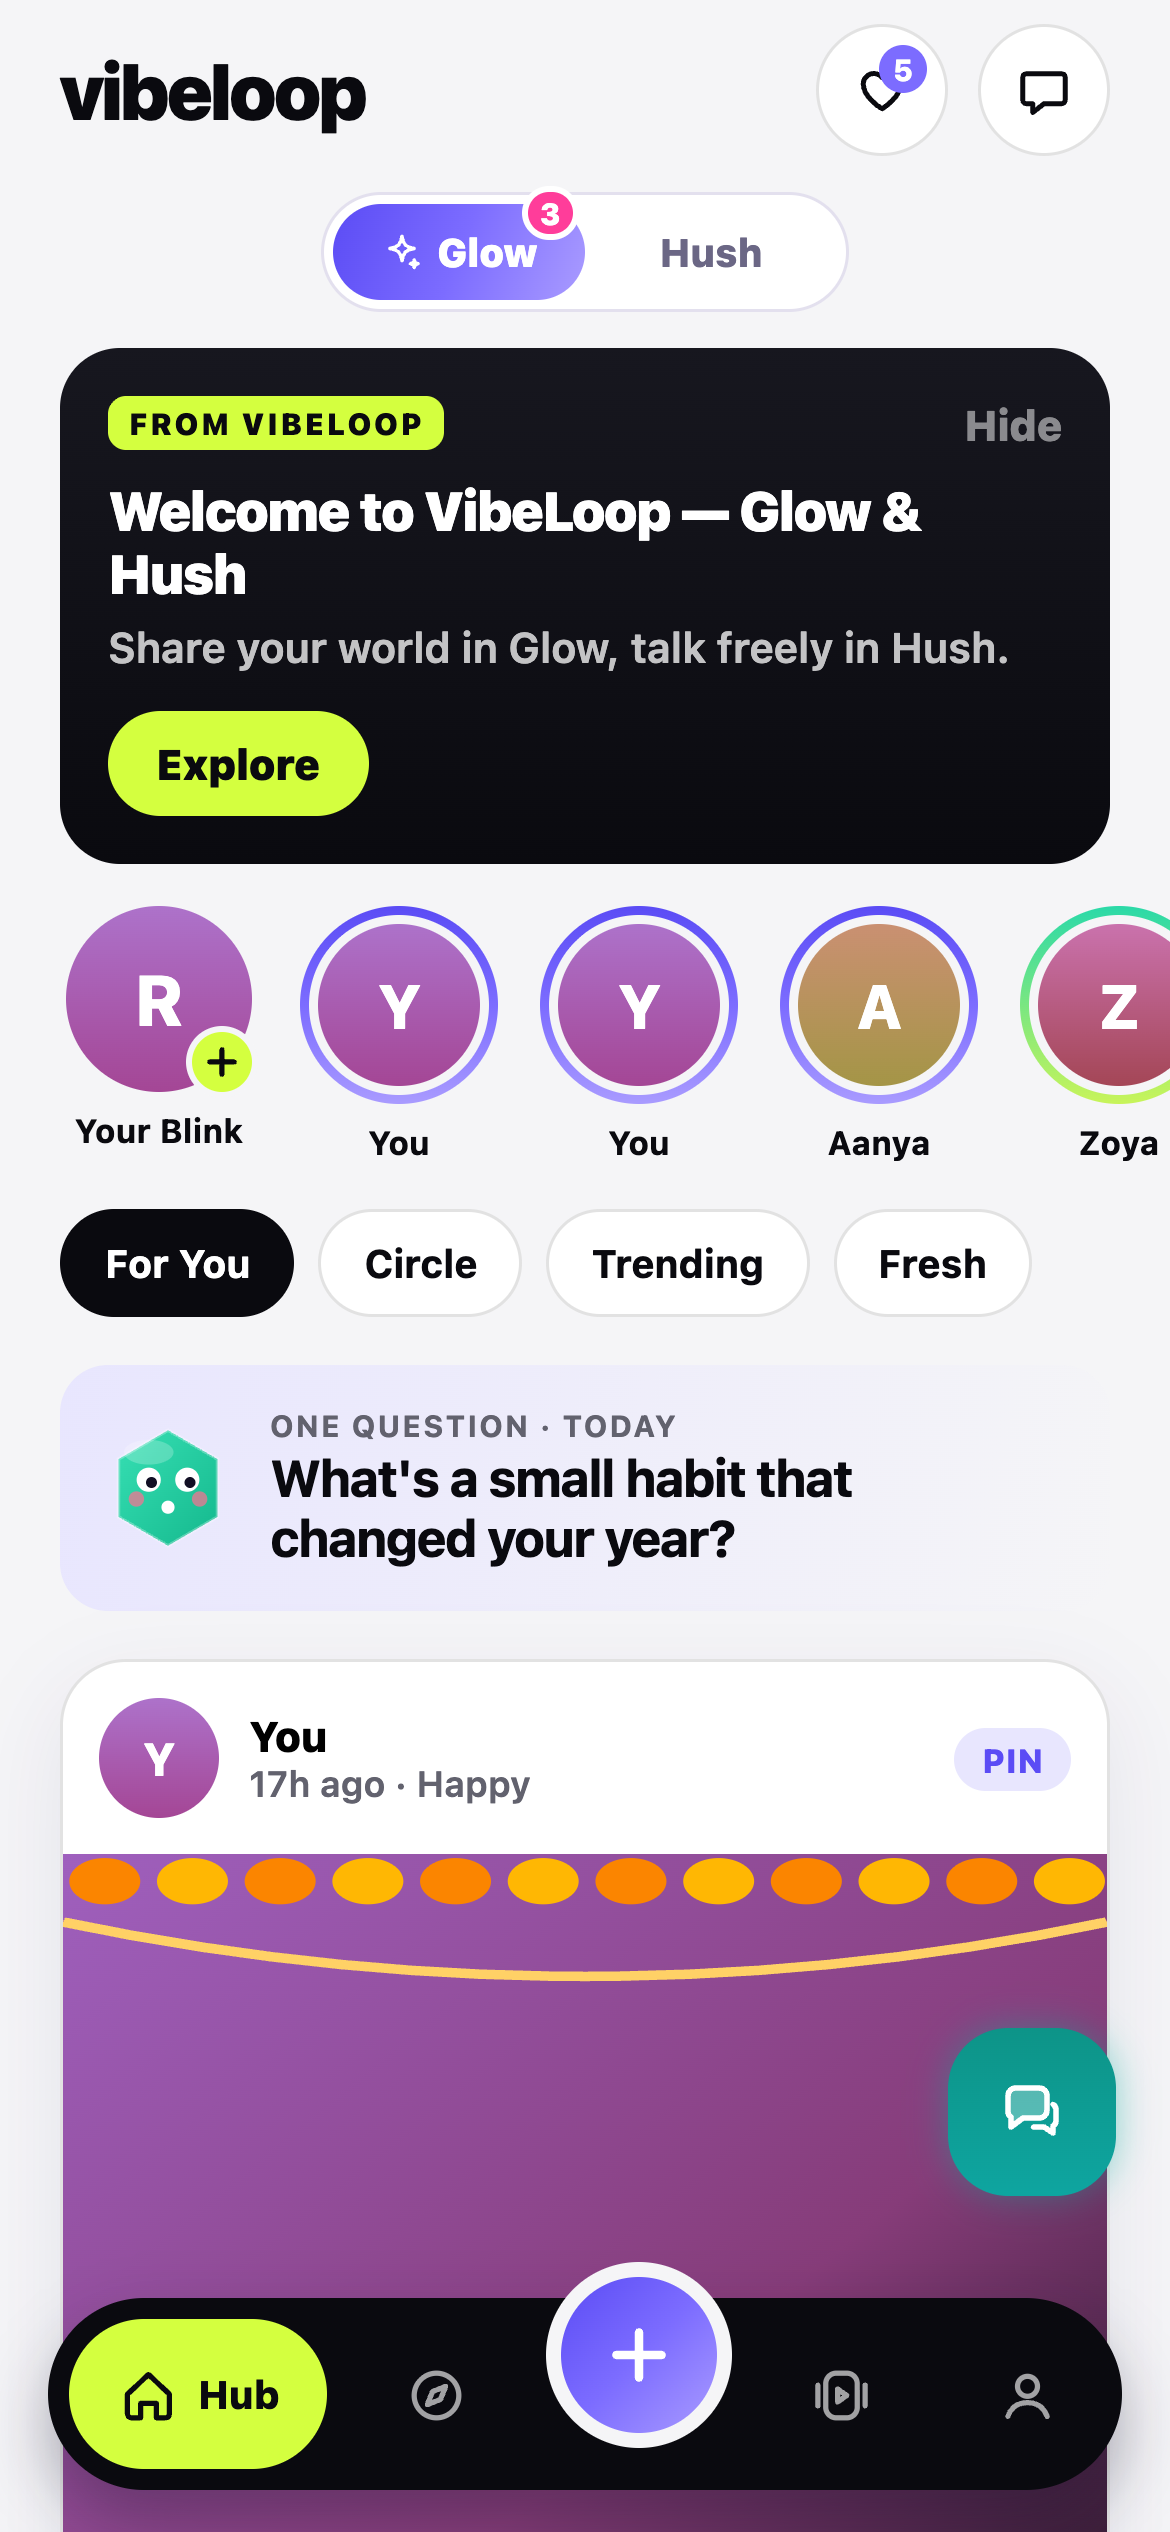 vibeloop
5
3
Glow
Hush
FROM VIBELOOP
Hide
Welcome to VibeLoop — Glow &
Hush
Share your world in Glow, talk freely in Hush.
Explore
R
Y
Y
A
Z
Your Blink
You
You
Aanya
Zoya
For You
Circle
Trending
Fresh
ONE QUESTION · TODAY
What's a small habit that
changed your year?
Y
You
17h ago · Happy
PIN
Hub